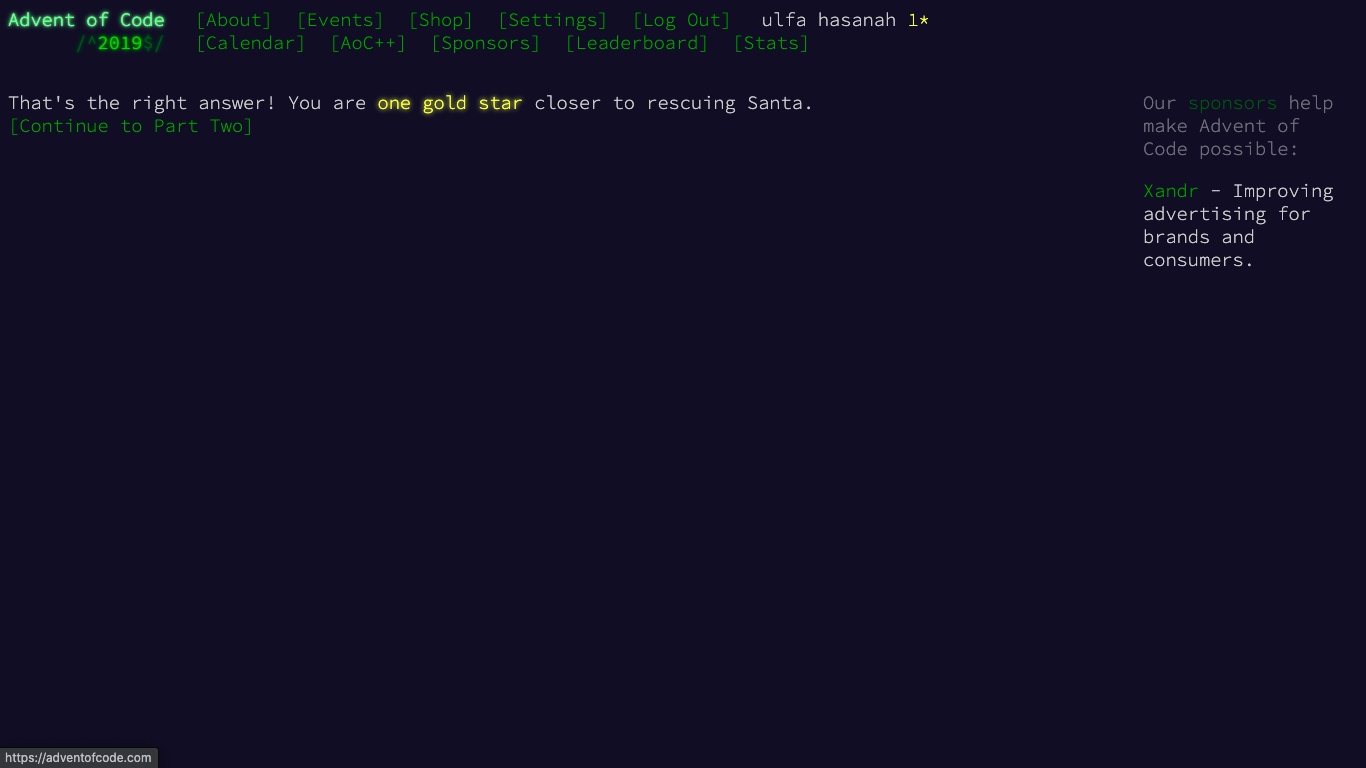 Advent of Code [About] [Events] [Shop] [Settings] [Log Out] ulfa hasanah 1*
/^2019$/ [Calendar] [AoC++] [Sponsors] [Leaderboard] [Stats]
That's the right answer! You are one gold star closer to rescuing Santa.
[Continue to Part Two]
Our sponsors help
make Advent of
Code possible:
Xandr - Improving
advertising for
brands and
consumers.
https://adventofcode.com